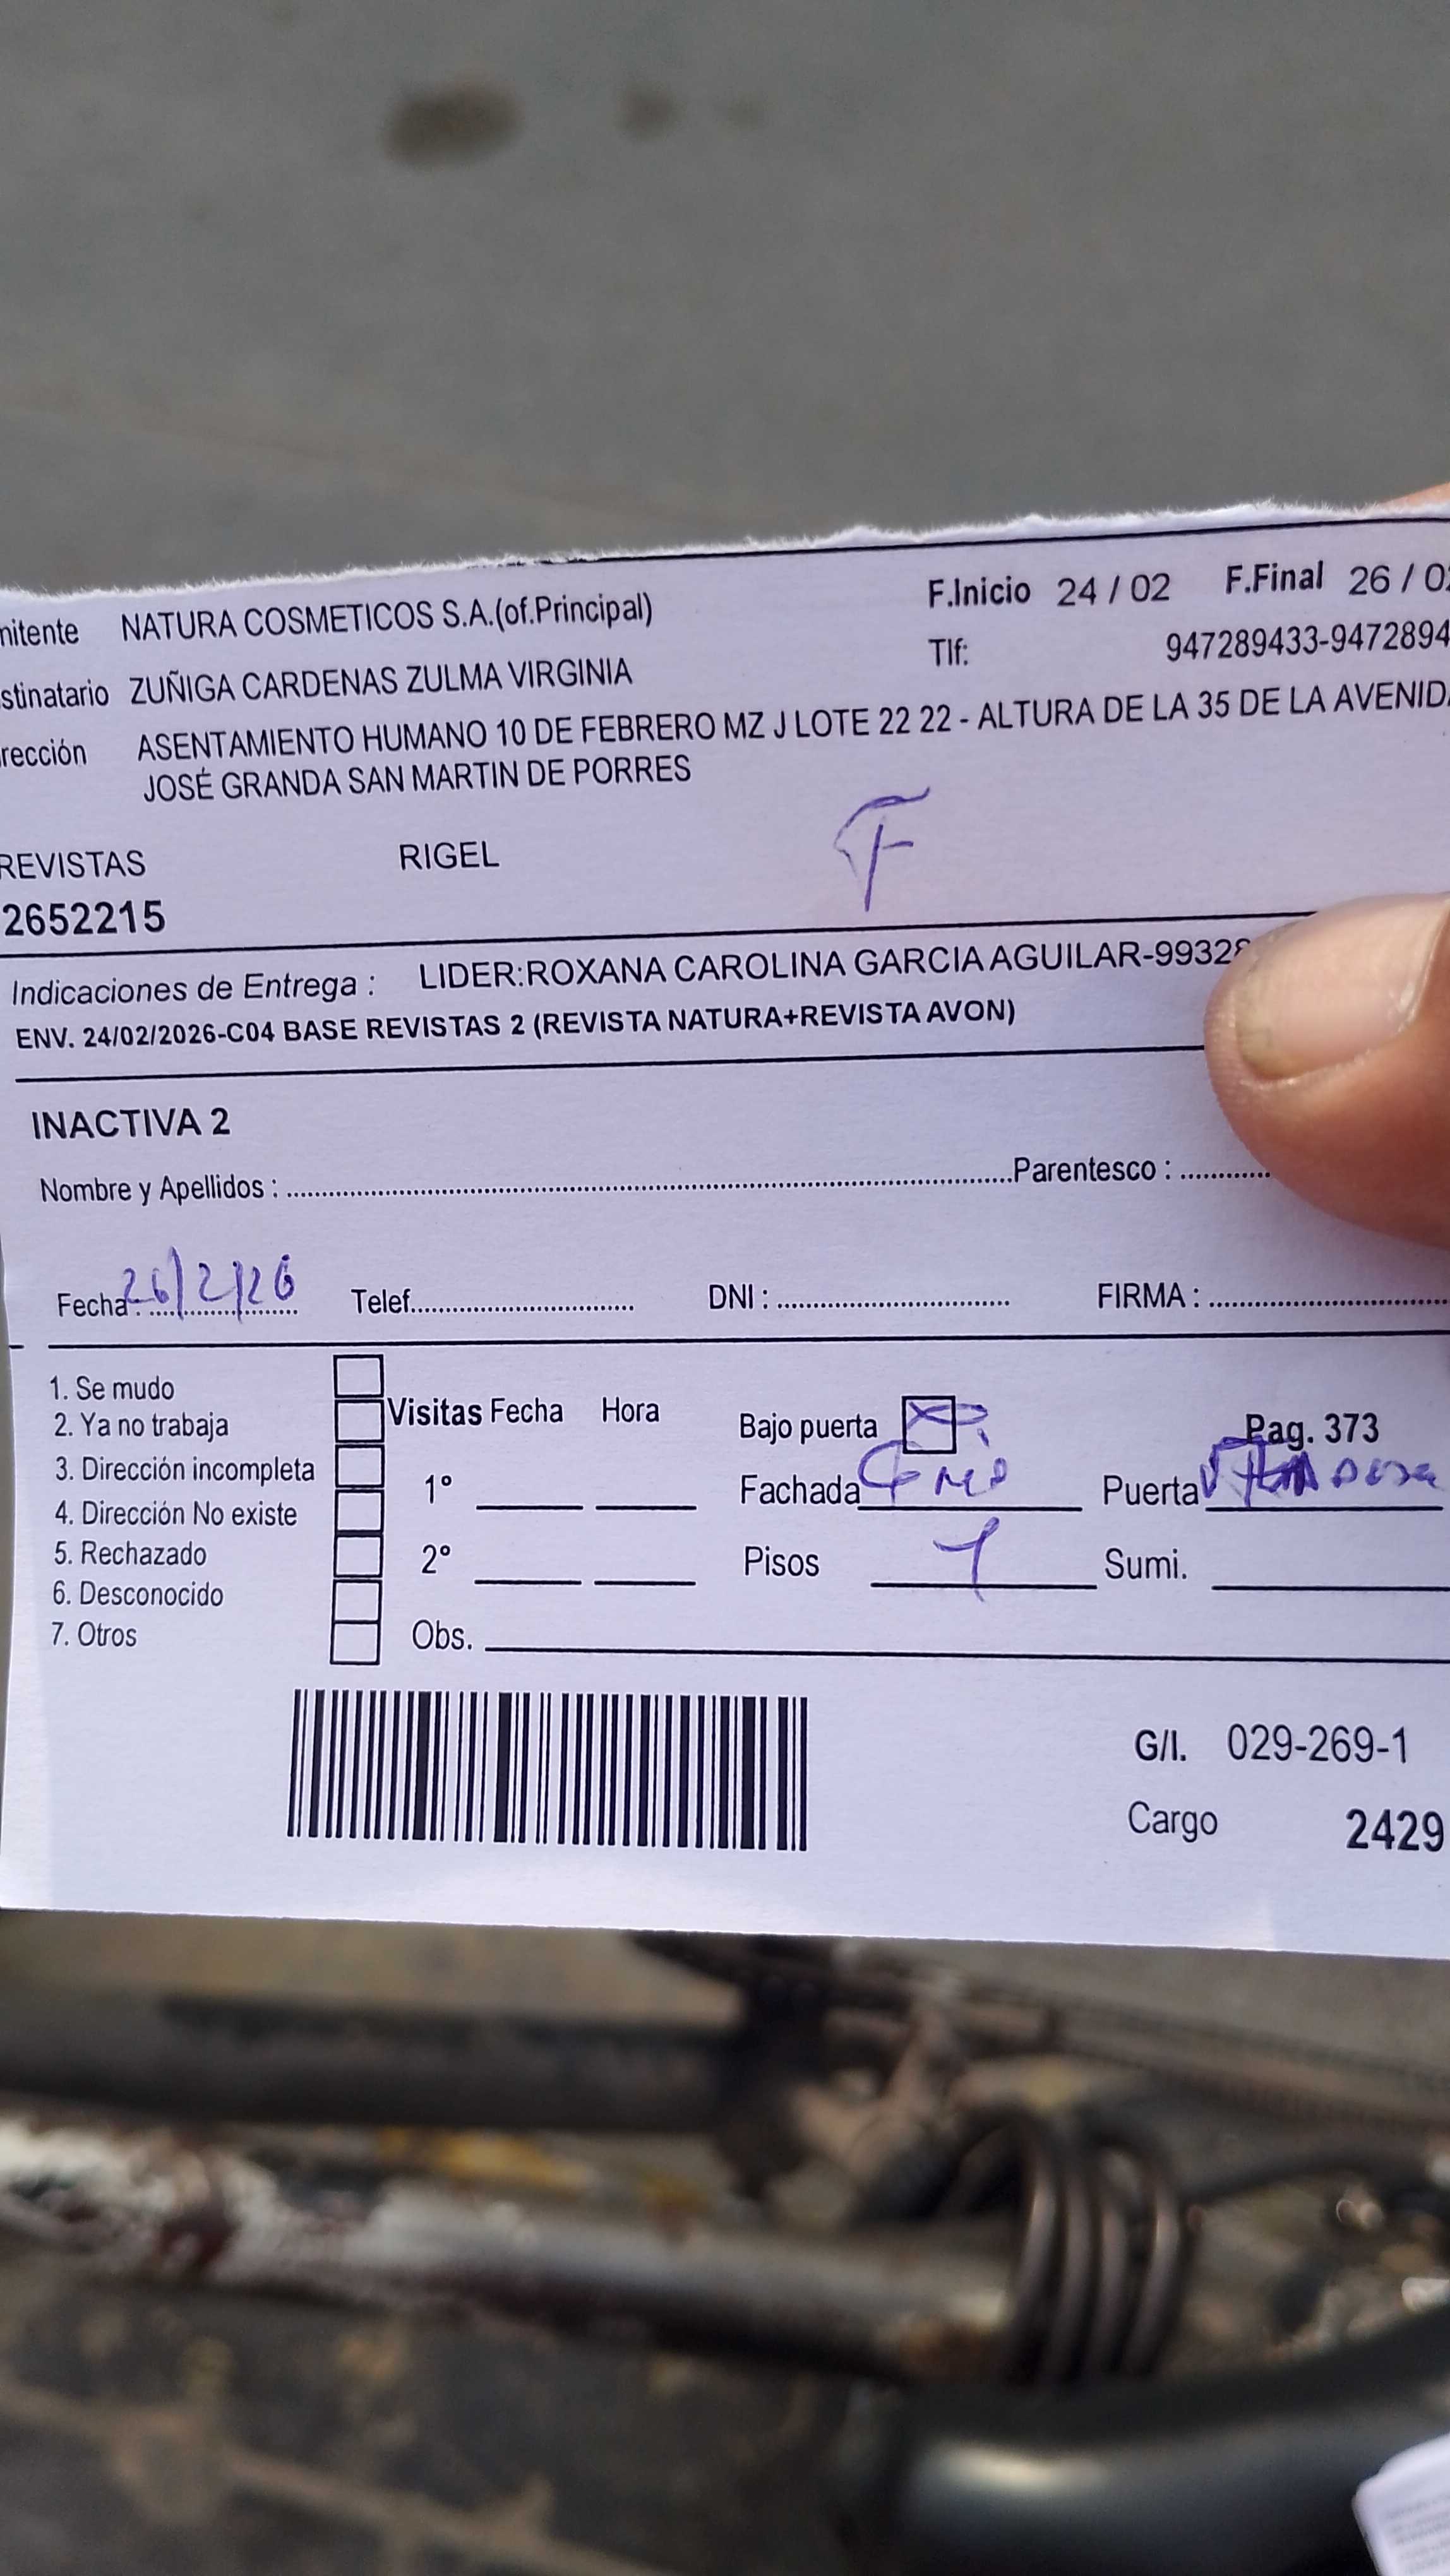 mitente NATURA COSMETICOS S.A.(of.Principal) F.Inicio 24 / 02 F.Final 26 / 02
stinatario ZUÑIGA CARDENAS ZULMA VIRGINIA Tlf: 947289433-9472894
rección ASENTAMIENTO HUMANO 10 DE FEBRERO MZ J LOTE 22 22 - ALTURA DE LA 35 DE LA AVENIDA
JOSÉ GRANDA SAN MARTIN DE PORRES
F
REVISTAS RIGEL
2652215
Indicaciones de Entrega : LIDER:ROXANA CAROLINA GARCIA AGUILAR-9932
ENV. 24/02/2026-C04 BASE REVISTAS 2 (REVISTA NATURA+REVISTA AVON)
INACTIVA 2
Nombre y Apellidos : Parentesco :
Fecha : 26/2/26 Telef. DNI : FIRMA :
1. Se mudo
2. Ya no trabaja Visitas Fecha Hora Bajo puerta Pag. 373
3. Dirección incompleta 1º Fachada Puerta
4. Dirección No existe
5. Rechazado 2º Pisos 1 Sumi.
6. Desconocido
7. Otros Obs.
G/I. 029-269-1
Cargo 2429